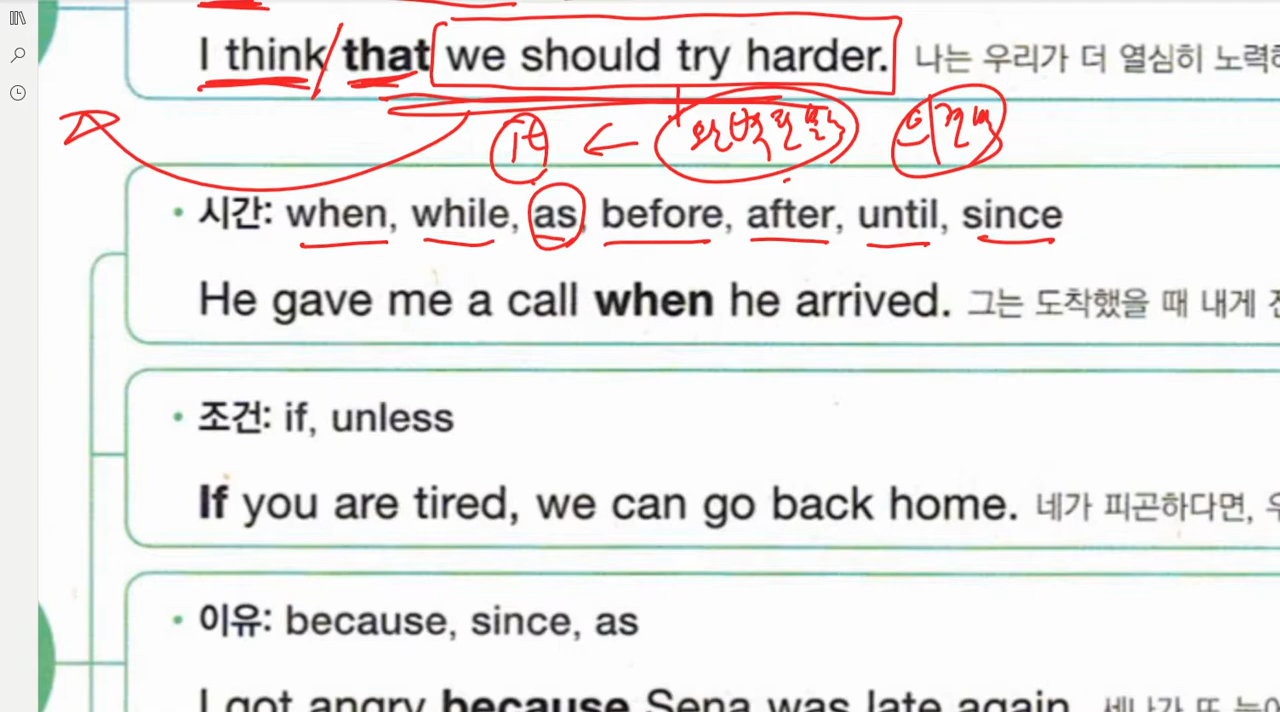 I think that we should try harder. 나는 우리가 더 열심히 노력해
it ← 완벽한 문장
• 시간: when, while, as, before, after, until, since
He gave me a call when he arrived. 그는 도착했을 때 내게 전
• 조건: if, unless
If you are tired, we can go back home. 네가 피곤하다면, 우
• 이유: because, since, as
I got angry because Sena was late again. 세나가 또 늦어